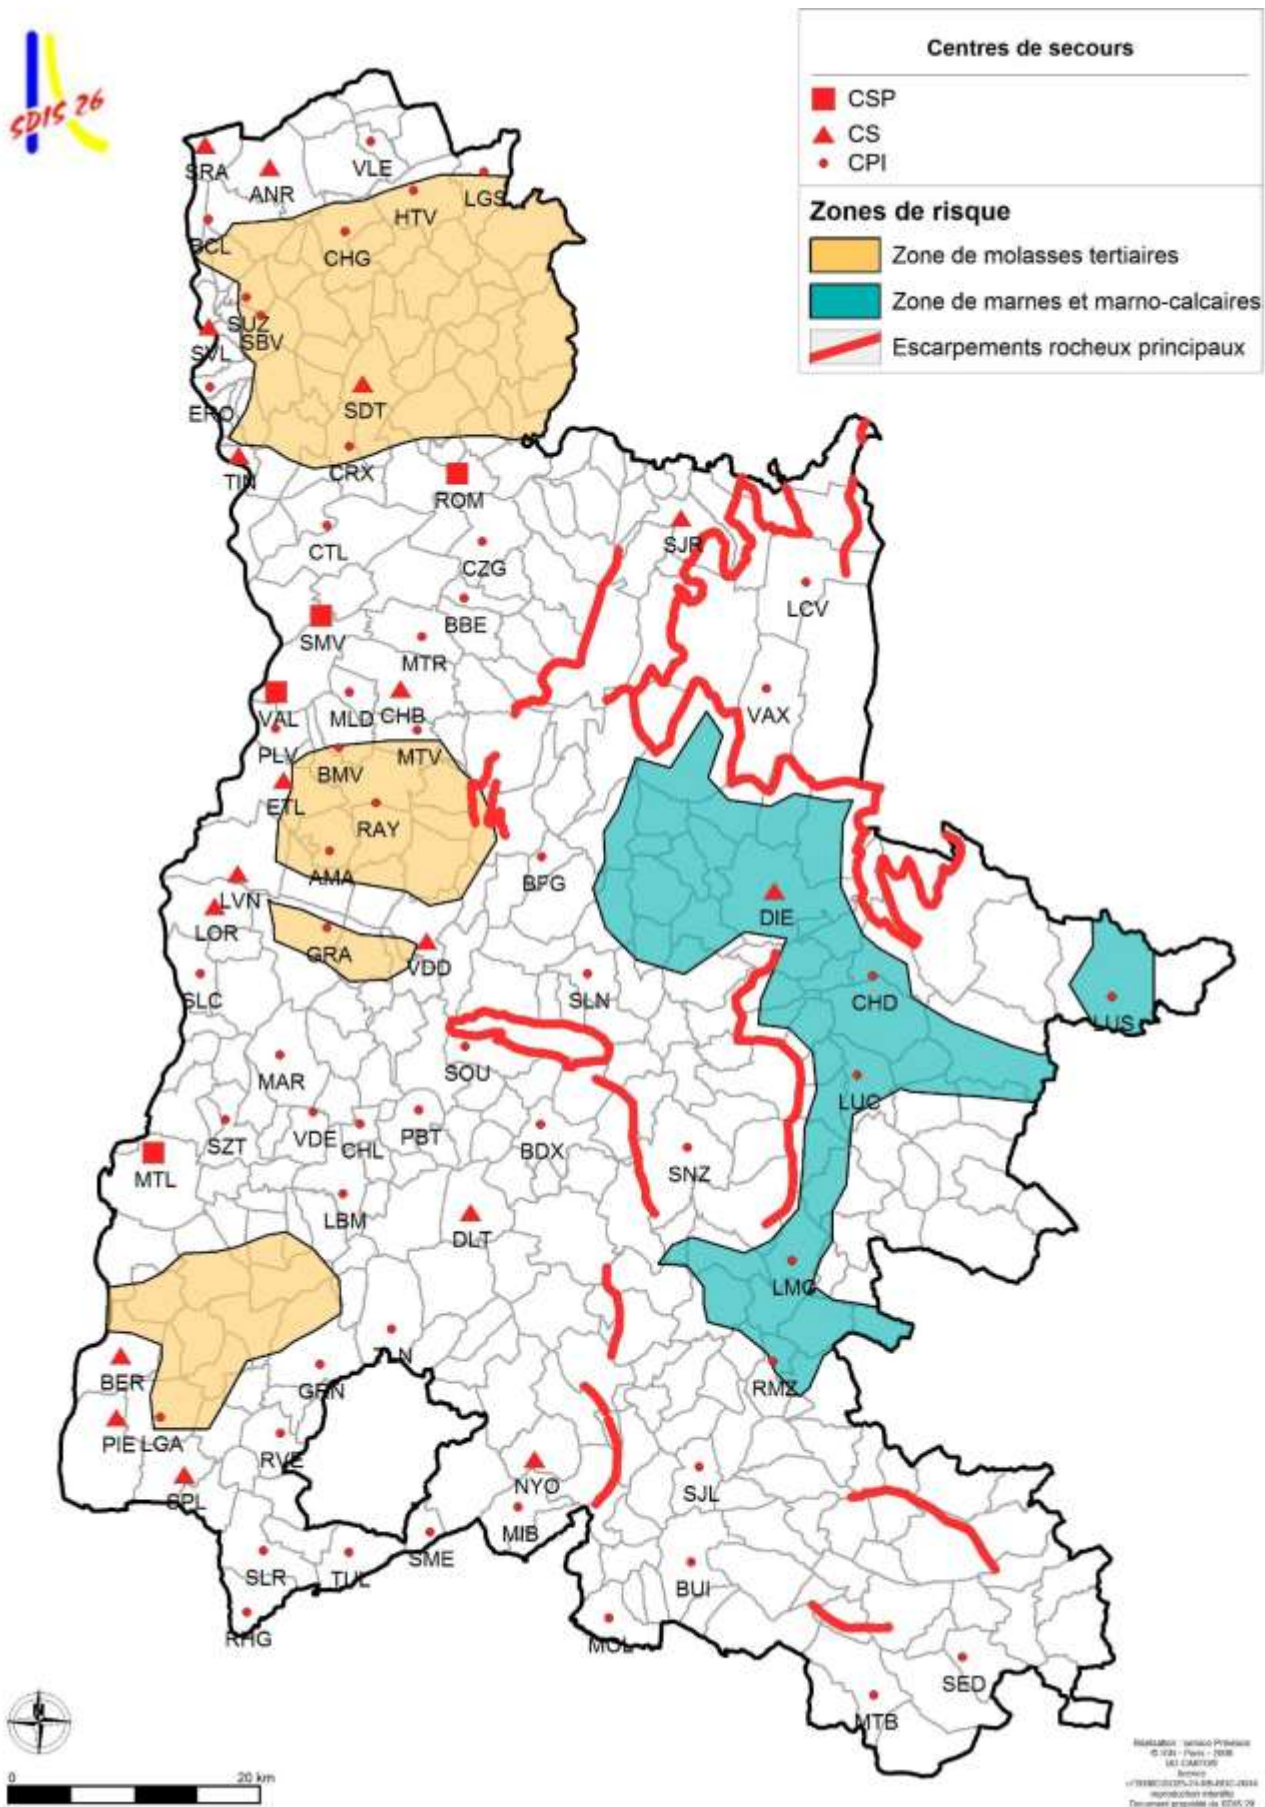 SDIS 26
Centres de secours
CSP
CS
CPI
Zones de risque
Zone de molasses tertiaires
Zone de marnes et marno-calcaires
Escarpements rocheux principaux
SRA
ANR
VLE
LGS
HTV
BCL
CHG
SUZ
SBV
SVL
ERO
SDT
TIN
CRX
ROM
CTL
CZG
SJR
LCV
SMV
BBE
MTR
VAL
MLD
CHB
VAX
PLV
BMV
MTV
ETL
RAY
AMA
BFG
LVN
LOR
DIE
GRA
VDD
SLC
SLN
CHD
LUS
MAR
SOU
LUC
SZT
VDE
CHL
PBT
BDX
MTL
SNZ
LBM
DLT
LMC
BER
GRN
RMZ
PIE
LGA
RVE
SPL
NYO
SJL
MIB
SME
SLR
TUL
BUI
RHG
MOL
SED
MTB
N
0 20 km